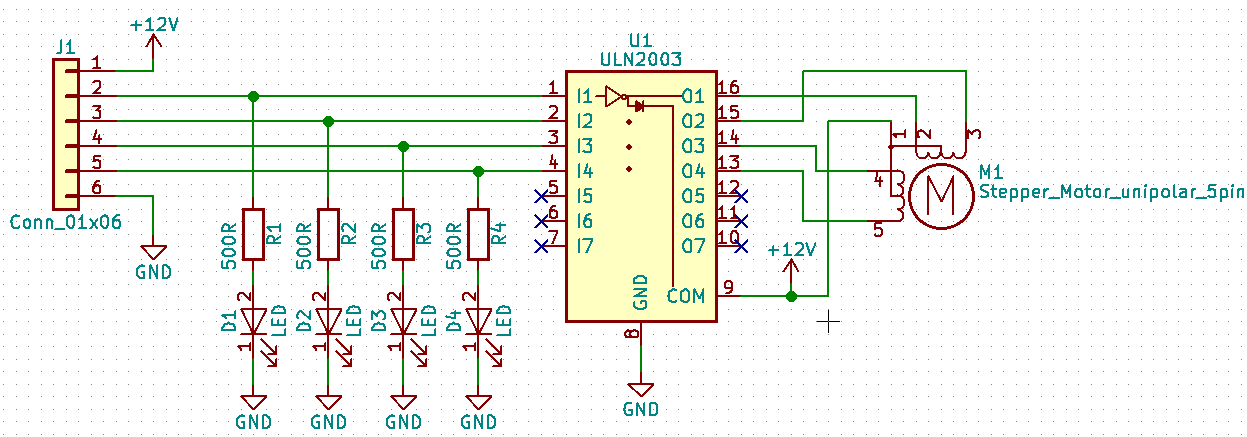 +12V
J1
1
2
3
4
5
6
Conn_01x06
GND
500R R1
500R R2
500R R3
500R R4
2
D1 LED
1
GND
2
D2 LED
1
GND
2
D3 LED
1
GND
2
D4 LED
1
GND
U1
ULN2003
1 I1 O1 16
2 I2 O2 15
3 I3 O3 14
4 I4 O4 13
5 I5 O5 12
6 I6 O6 11
7 I7 O7 10
GND COM 9
8
GND
+12V
1 2 3
4
5
M
M1
Stepper_Motor_unipolar_5pin